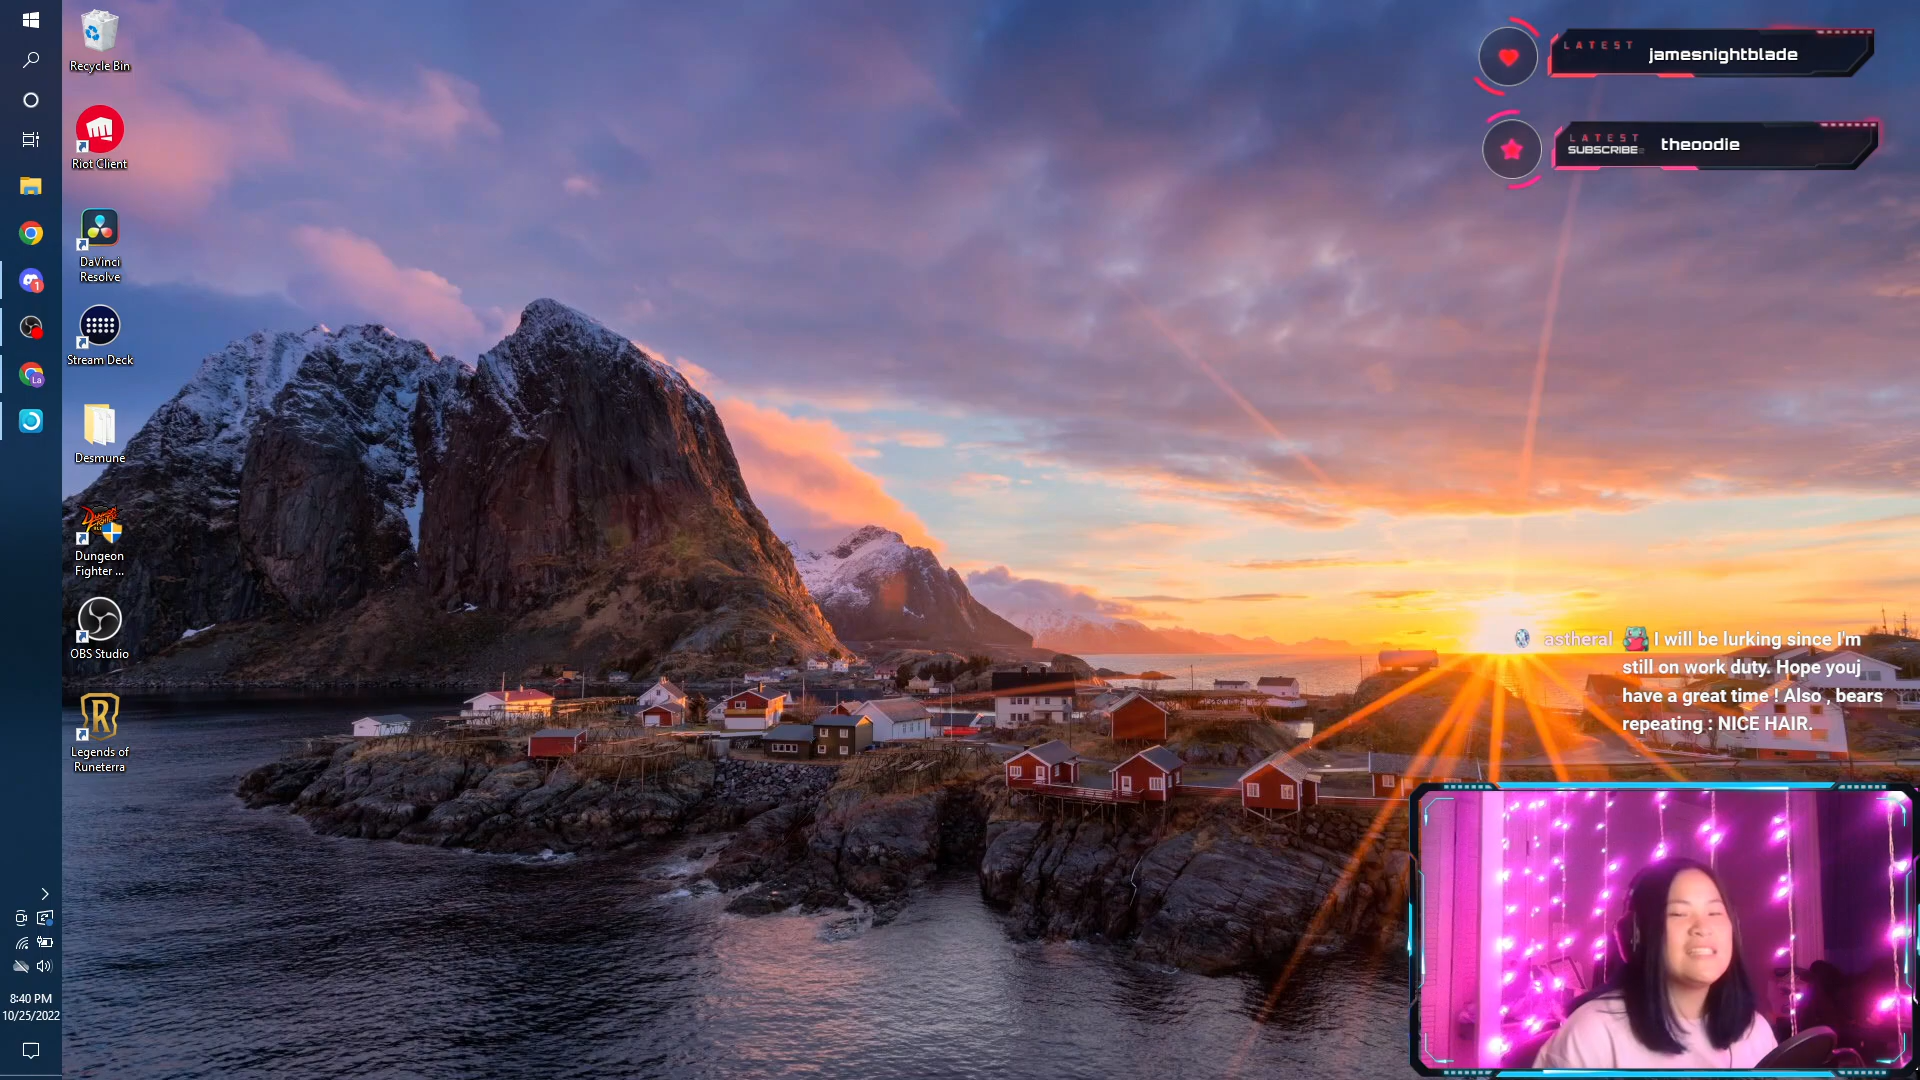 Recycle Bin
Riot Client
DaVinci
Resolve
Stream Deck
Desmune
Dungeon
Fighter ...
OBS Studio
Legends of
Runeterra
1
La
8:40 PM
10/25/2022
LATEST
jamesnightblade
LATEST
SUBSCRIBE
theoodie
astheral I will be lurking since I'm
still on work duty. Hope youj
have a great time ! Also , bears
repeating : NICE HAIR.